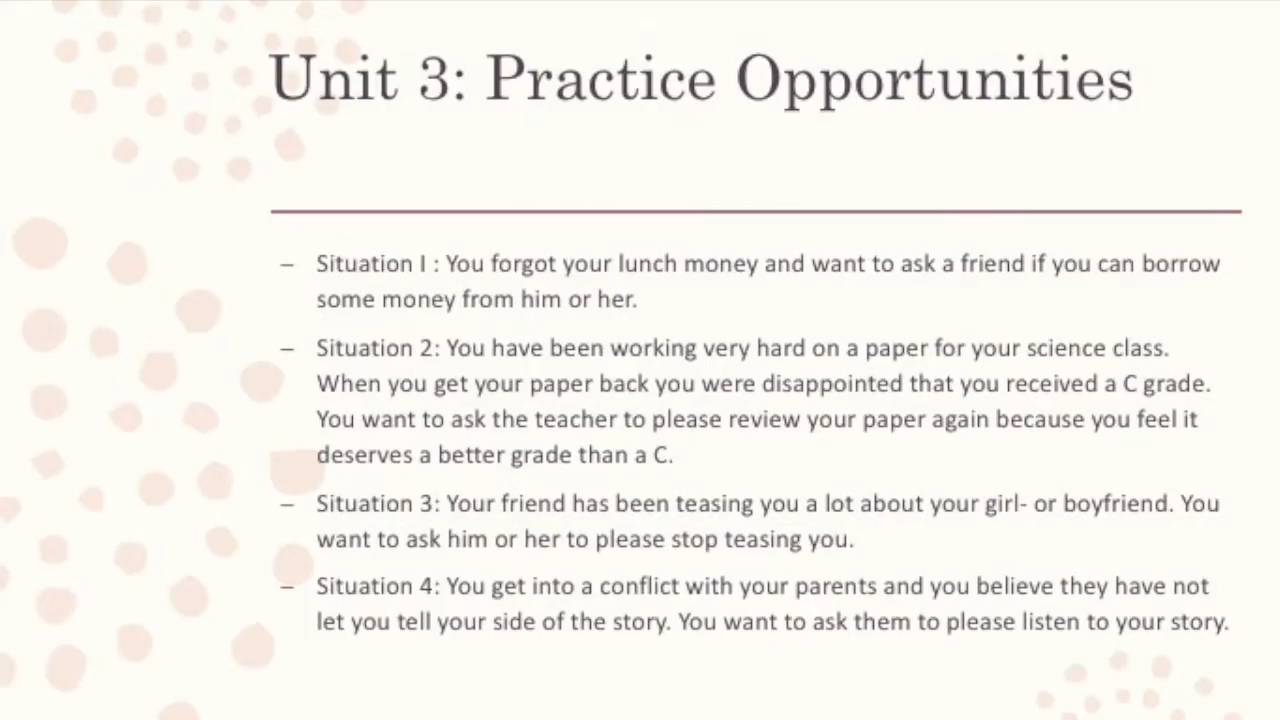 Unit 3: Practice Opportunities
– Situation I : You forgot your lunch money and want to ask a friend if you can borrow
some money from him or her.
– Situation 2: You have been working very hard on a paper for your science class.
When you get your paper back you were disappointed that you received a C grade.
You want to ask the teacher to please review your paper again because you feel it
deserves a better grade than a C.
– Situation 3: Your friend has been teasing you a lot about your girl- or boyfriend. You
want to ask him or her to please stop teasing you.
– Situation 4: You get into a conflict with your parents and you believe they have not
let you tell your side of the story. You want to ask them to please listen to your story.